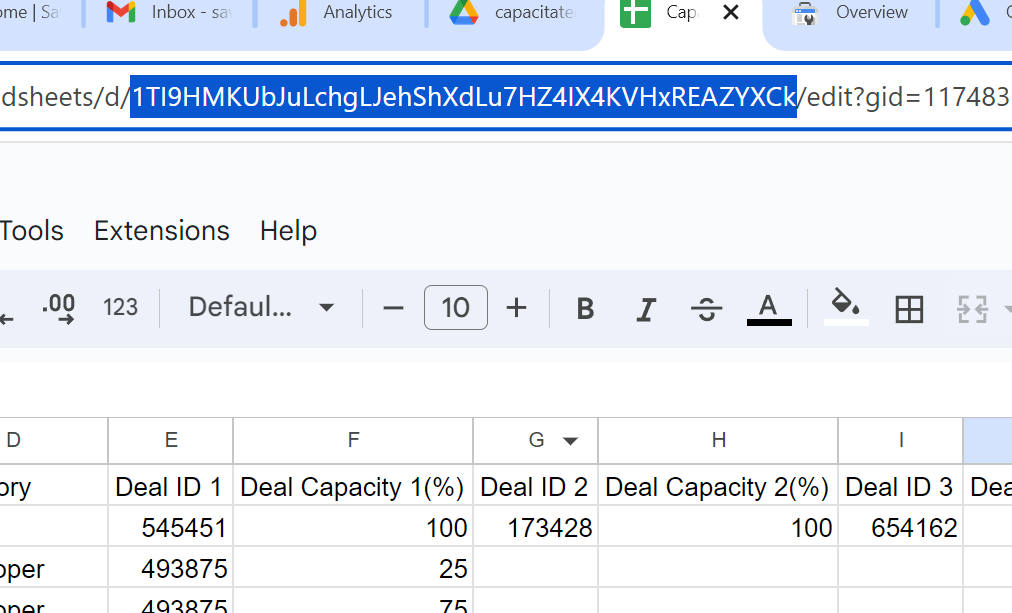 ome | Sa Inbox - sav Analytics capacitate Cap Overview
dsheets/d/1TI9HMKUbJuLchgLJehShXdLu7HZ4IX4KVHxREAZYXCk/edit?gid=117483
Tools Extensions Help
.00 123 Defaul... 10 B I S A
D E F G H I
ory Deal ID 1 Deal Capacity 1(%) Deal ID 2 Deal Capacity 2(%) Deal ID 3 Dea
545451 100 173428 100 654162
oper 493875 25
oper 493875 75